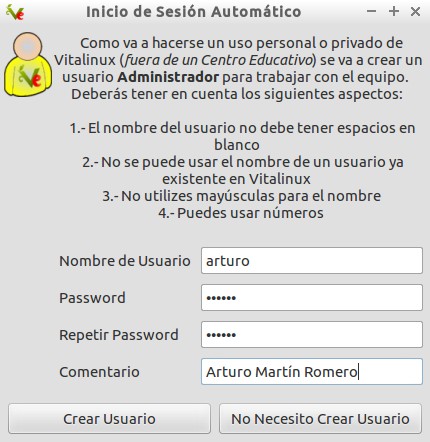 Inicio de Sesión Automático
Como va a hacerse un uso personal o privado de
Vitalinux (fuera de un Centro Educativo) se va a crear un
usuario Administrador para trabajar con el equipo.
Deberás tener en cuenta los siguientes aspectos:
1.- El nombre del usuario no debe tener espacios en
blanco
2.- No se puede usar el nombre de un usuario ya
existente en Vitalinux
3.- No utilizes mayúsculas para el nombre
4.- Puedes usar números
Nombre de Usuario arturo
Password ••••••
Repetir Password ••••••
Comentario Arturo Martín Romero
Crear Usuario No Necesito Crear Usuario